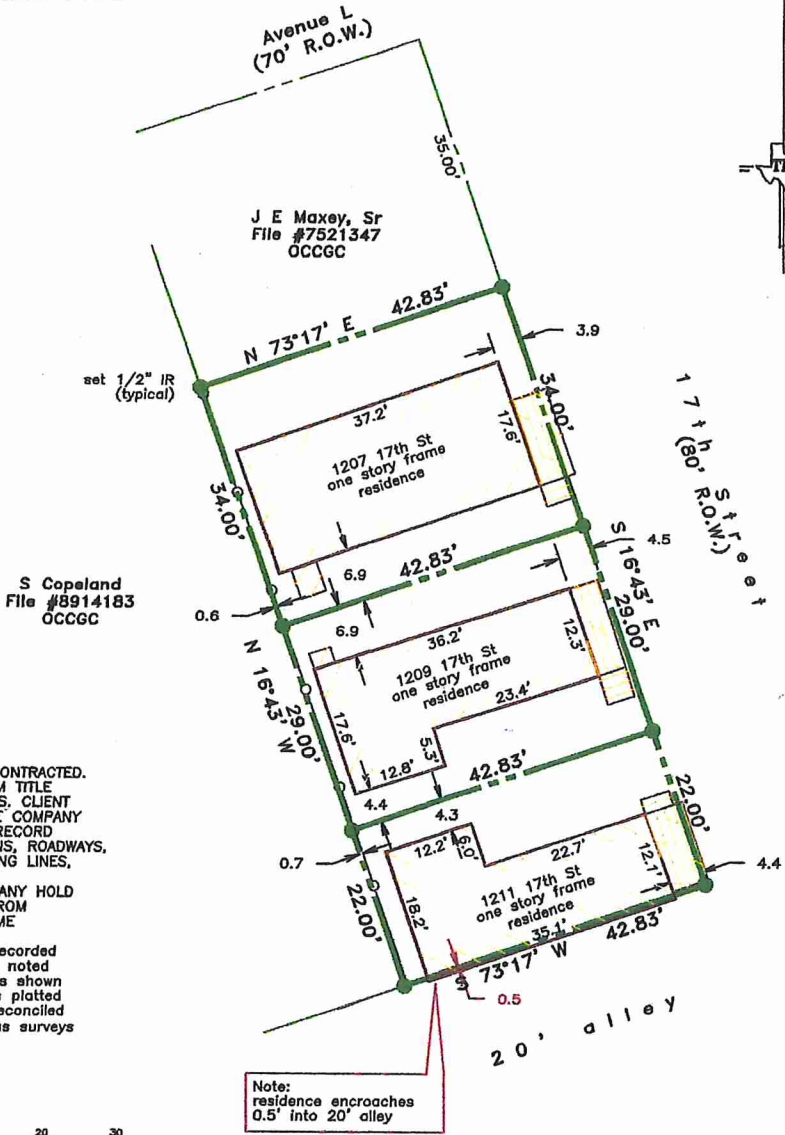 Avenue L
(70' R.O.W.)
35.00'
J E Maxey, Sr
File #7521347
OCCGC
N 73°17' E 42.83'
3.9
set 1/2" IR
(typical)
34.00'
37.2'
17.6'
1207 17th St
one story frame
residence
17th Street
(80' R.O.W.)
34.00'
S Copeland
File #8914183
OCCGC
6.9
42.83'
4.5
S 16°43' E
29.00'
0.6
6.9
36.2'
12.3'
1209 17th St
one story frame
residence
N 16°43' W
29.00'
17.6'
23.4'
5.3'
12.8'
42.83'
22.00'
4.4
4.3
0.7
12.2'
6.0'
22.7'
12.1'
4.4
22.00'
18.2'
1211 17th St
one story frame
residence
35.1'
42.83'
S 73°17' W
0.5
20' alley
ONTRACTED.
M TITLE
S. CLIENT
E COMPANY
RECORD
NS, ROADWAYS,
NG LINES,
ANY HOLD
ROM
ME
ecorded
noted
s shown
s platted
econciled
us surveys
Note:
residence encroaches
0.5' into 20' alley
20 30